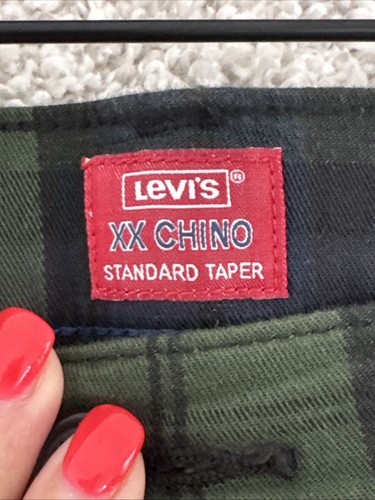 Levi's ®
XX CHINO
STANDARD TAPER